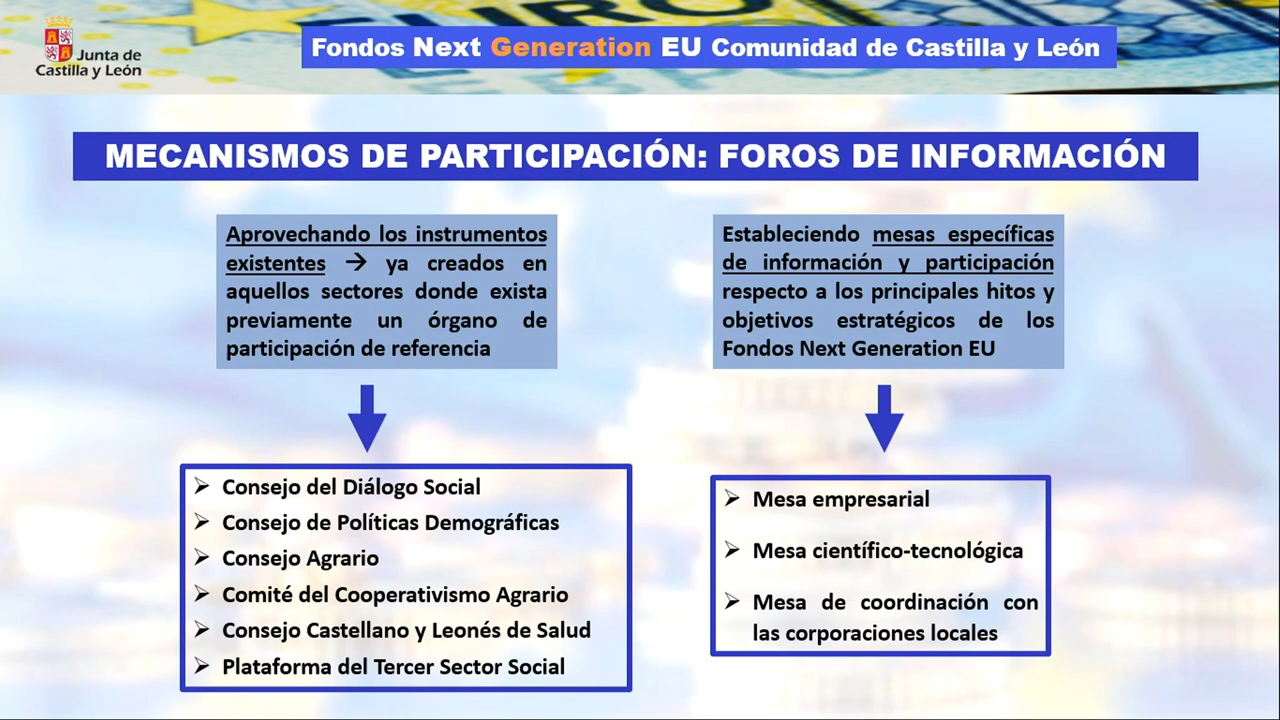 Junta de
Castilla y León
Fondos Next Generation EU Comunidad de Castilla y León
MECANISMOS DE PARTICIPACIÓN: FOROS DE INFORMACIÓN
Aprovechando los instrumentos
existentes → ya creados en
aquellos sectores donde exista
previamente un órgano de
participación de referencia
Estableciendo mesas específicas
de información y participación
respecto a los principales hitos y
objetivos estratégicos de los
Fondos Next Generation EU
➢ Consejo del Diálogo Social
➢ Consejo de Políticas Demográficas
➢ Consejo Agrario
➢ Comité del Cooperativismo Agrario
➢ Consejo Castellano y Leonés de Salud
➢ Plataforma del Tercer Sector Social
➢ Mesa empresarial
➢ Mesa científico-tecnológica
➢ Mesa de coordinación con
las corporaciones locales